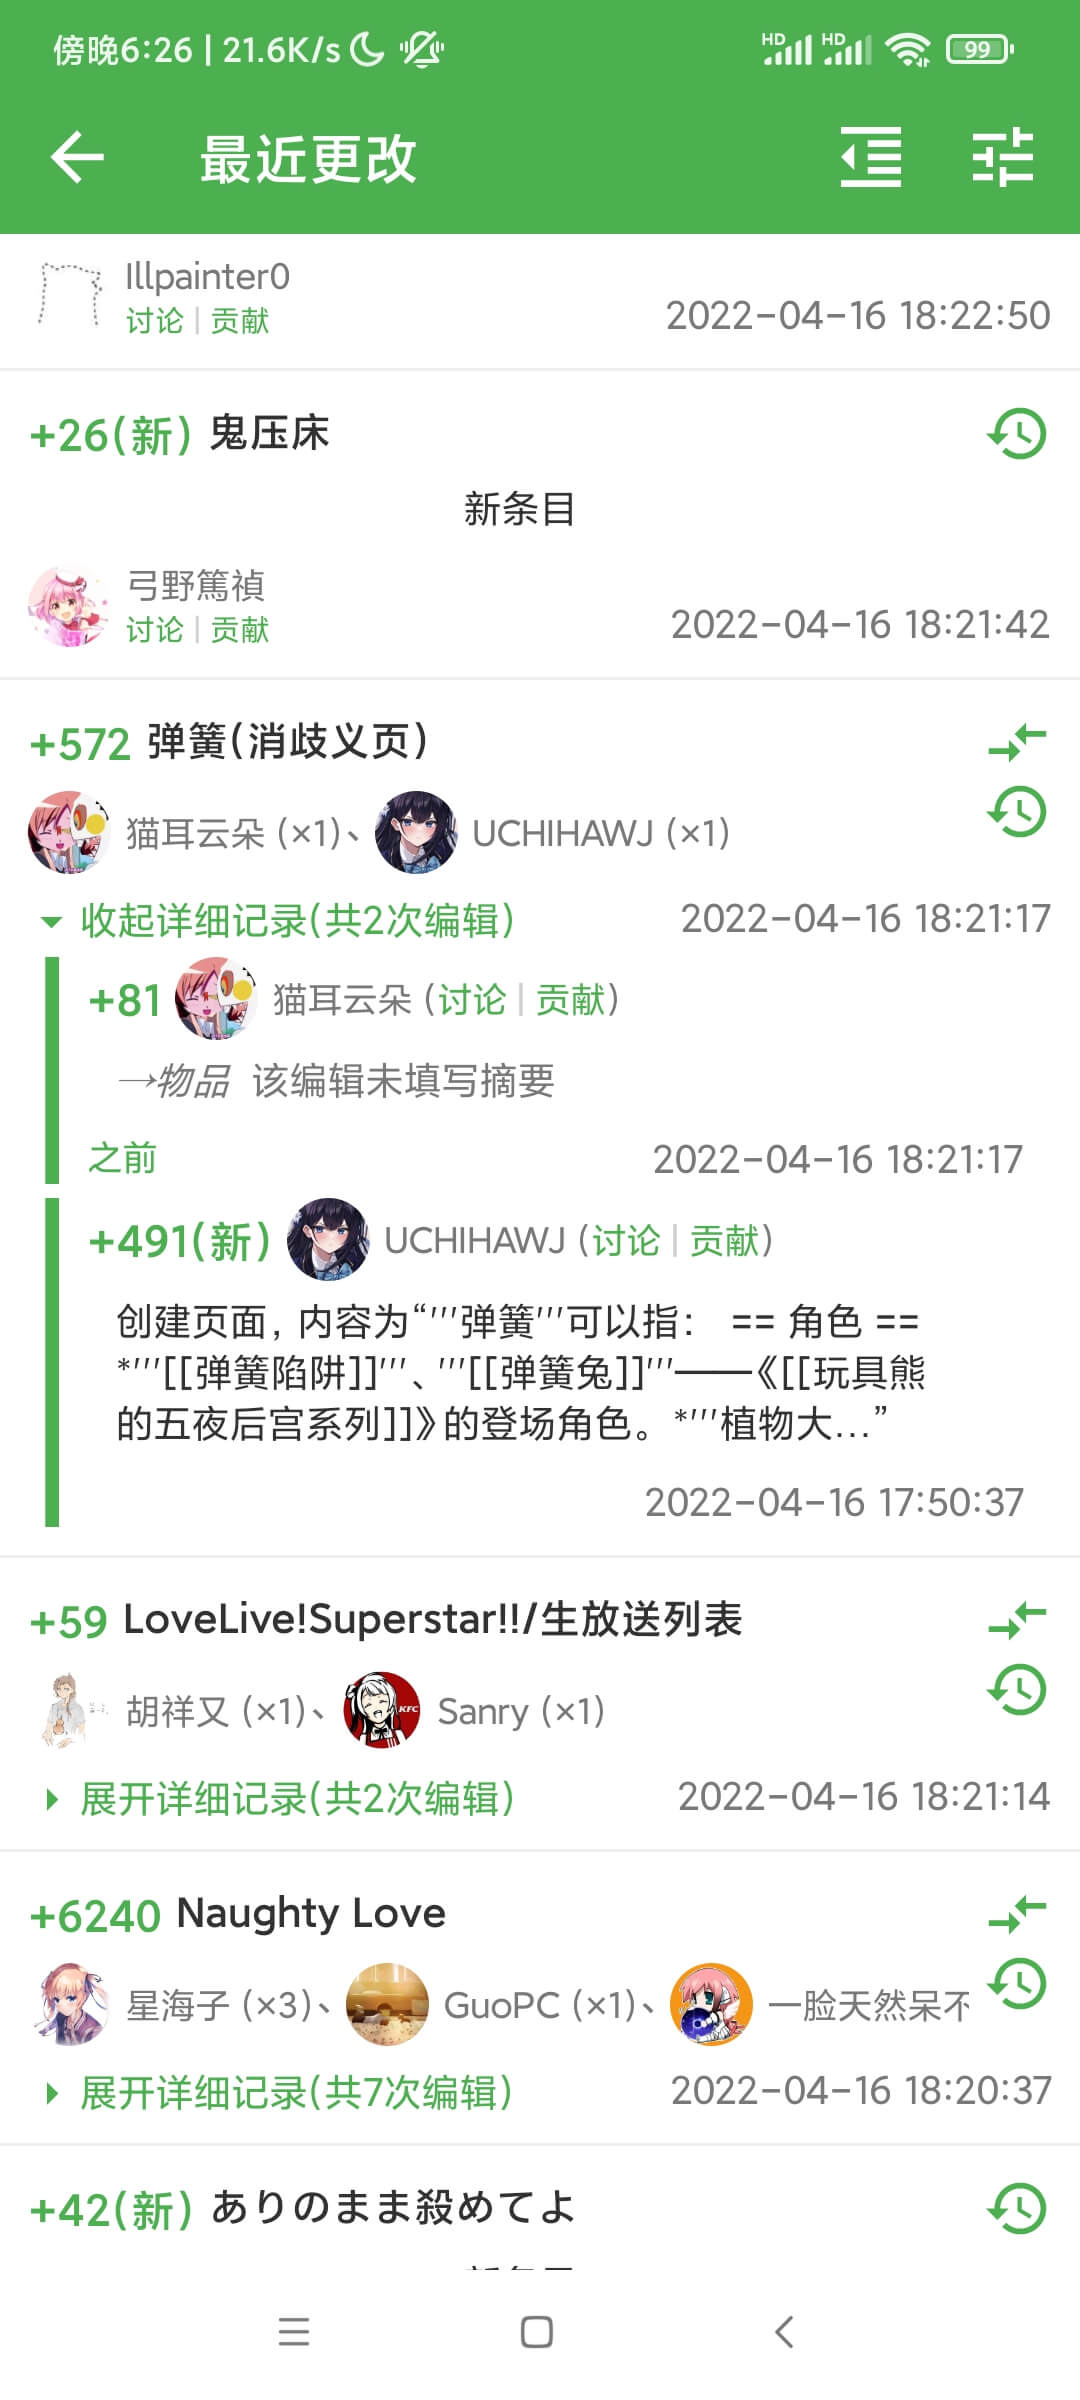 傍晚6:26 | 21.6K/s HD HD 99
最近更改
Illpainter0
讨论 | 贡献
2022-04-16 18:22:50
+26(新) 鬼压床
新条目
弓野篤禎
讨论 | 贡献
2022-04-16 18:21:42
+572 弹簧(消歧义页)
猫耳云朵 (×1)、 UCHIHAWJ (×1)
收起详细记录(共2次编辑) 2022-04-16 18:21:17
+81 猫耳云朵 (讨论 | 贡献)
→物品 该编辑未填写摘要
之前 2022-04-16 18:21:17
+491(新) UCHIHAWJ (讨论 | 贡献)
创建页面，内容为“'''弹簧'''可以指： == 角色 ==
*'''[[弹簧陷阱]]'''、'''[[弹簧兔]]'''——《[[玩具熊
的五夜后宫系列]]》的登场角色。*'''植物大...”
2022-04-16 17:50:37
+59 LoveLive!Superstar!!/生放送列表
胡祥又 (×1)、 KFC Sanry (×1)
展开详细记录(共2次编辑) 2022-04-16 18:21:14
+6240 Naughty Love
星海子 (×3)、 GuoPC (×1)、 一脸天然呆不
展开详细记录(共7次编辑) 2022-04-16 18:20:37
+42(新) ありのまま殺めてよ